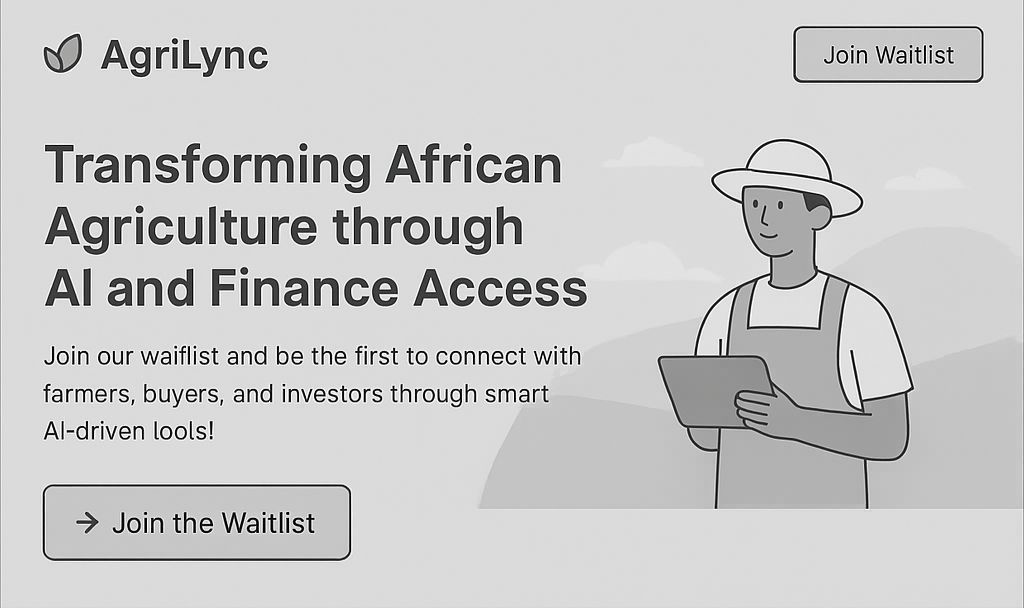 AgriLync
Join Waitlist
Transforming African
Agriculture through
AI and Finance Access
Join our waiflist and be the first to connect with
farmers, buyers, and investors through smart
AI-driven lools!
→ Join the Waitlist